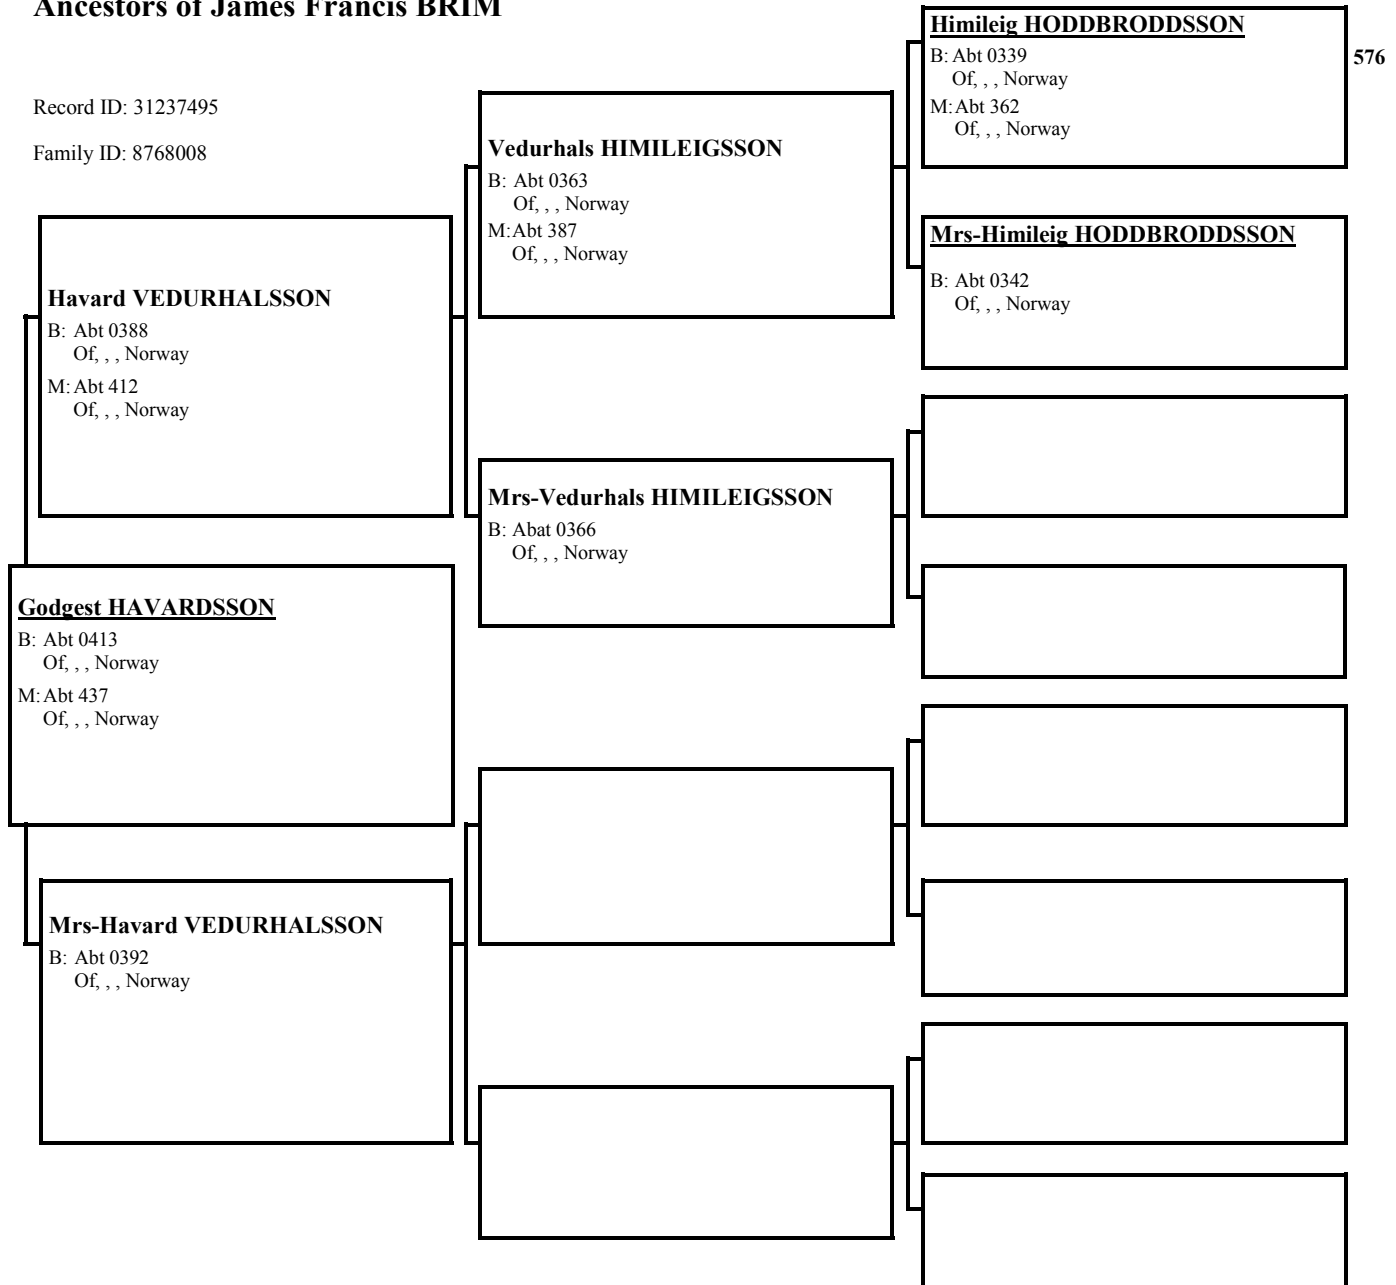 Ancestors of James Francis BRIM
Record ID: 31237495
Family ID: 8768008
Himileig HODDBRODDSSON
B: Abt 0339
Of, , , Norway
M: Abt 362
Of, , , Norway
576
Vedurhals HIMILEIGSSON
B: Abt 0363
Of, , , Norway
M: Abt 387
Of, , , Norway
Mrs-Himileig HODDBRODDSSON
B: Abt 0342
Of, , , Norway
Havard VEDURHALSSON
B: Abt 0388
Of, , , Norway
M: Abt 412
Of, , , Norway
Mrs-Vedurhals HIMILEIGSSON
B: Abat 0366
Of, , , Norway
Godgest HAVARDSSON
B: Abt 0413
Of, , , Norway
M: Abt 437
Of, , , Norway
Mrs-Havard VEDURHALSSON
B: Abt 0392
Of, , , Norway